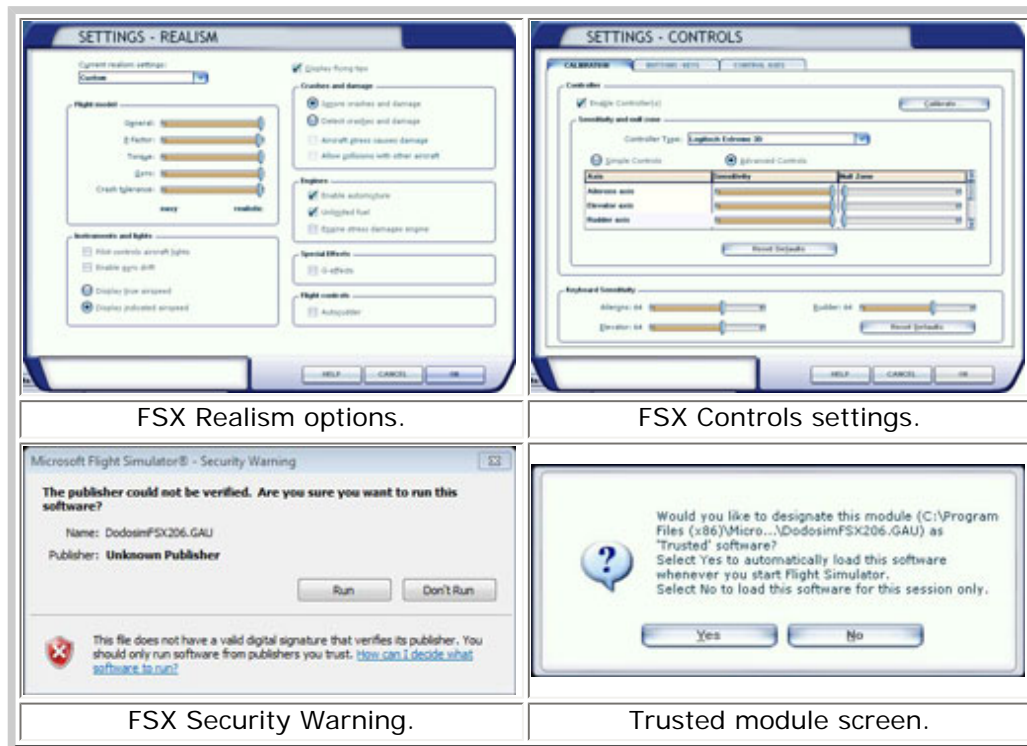 SETTINGS - REALISM
Current realism settings:
Custom
Display flying tips
Flight model
General:
P-Factor:
Torque:
Gyro:
Crash tolerance:
easy realistic
Instruments and lights
Pilot controls aircraft lights
Enable gyro drift
Display true airspeed
Display indicated airspeed
Crashes and damage
Ignore crashes and damage
Detect crashes and damage
Aircraft stress causes damage
Allow collisions with other aircraft
Engines
Enable automixture
Unlimited fuel
Engine stress damages engine
Special Effects
G-effects
Flight controls
Autorudder
HELP CANCEL OK
FSX Realism options.
SETTINGS - CONTROLS
CALIBRATION BUTTONS / KEYS CONTROL AXES
Controller
Enable Controller(s) Calibrate...
Sensitivity and null zone
Controller Type: Logitech Extreme 3D
Simple Controls Advanced Controls
Axis Sensitivity Null Zone
Ailerons axis
Elevator axis
Rudder axis
Reset Defaults
Keyboard Sensitivity
Ailerons: 64 Rudder: 64
Elevator: 64 Reset Defaults
HELP CANCEL OK
FSX Controls settings.
Microsoft Flight Simulator® - Security Warning
The publisher could not be verified. Are you sure you want to run this
software?
Name: DodosimFSX206.GAU
Publisher: Unknown Publisher
Run Don't Run
This file does not have a valid digital signature that verifies its publisher. You
should only run software from publishers you trust. How can I decide what
software to run?
FSX Security Warning.
Would you like to designate this module (C:\Program
Files (x86)\Micro...\DodosimFSX206.GAU) as
'Trusted' software?
Select Yes to automatically load this software
whenever you start Flight Simulator.
Select No to load this software for this session only.
Yes No
Trusted module screen.